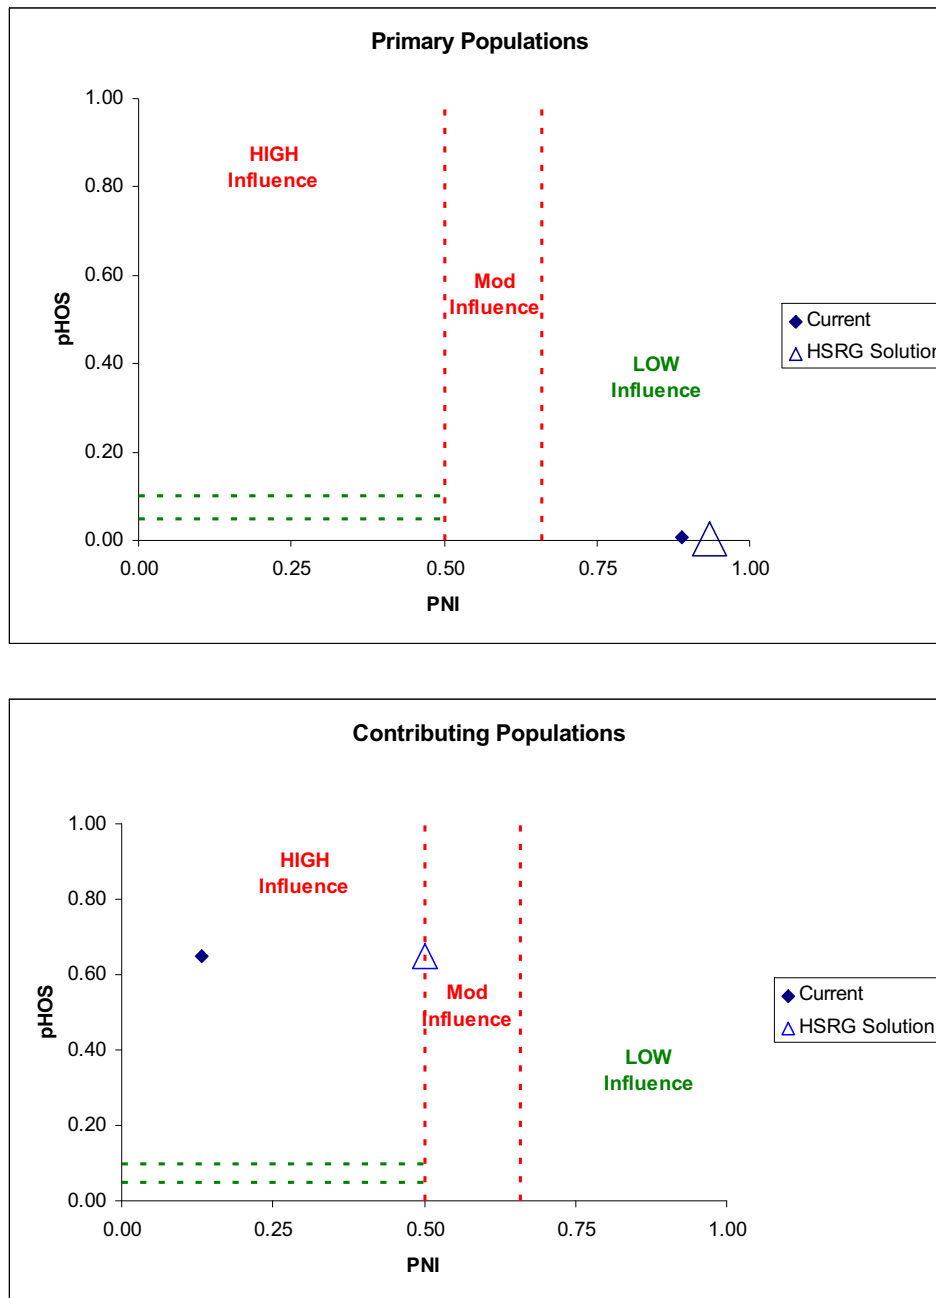 Primary Populations
1.00
0.80
0.60
0.40
0.20
0.00
pHOS
HIGH
Influence
Mod
Influence
LOW
Influence
0.00 0.25 0.50 0.75 1.00
PNI
Current
HSRG Solution
Contributing Populations
1.00
0.80
0.60
0.40
0.20
0.00
pHOS
HIGH
Influence
Mod
Influence
LOW
Influence
0.00 0.25 0.50 0.75 1.00
PNI
Current
HSRG Solution